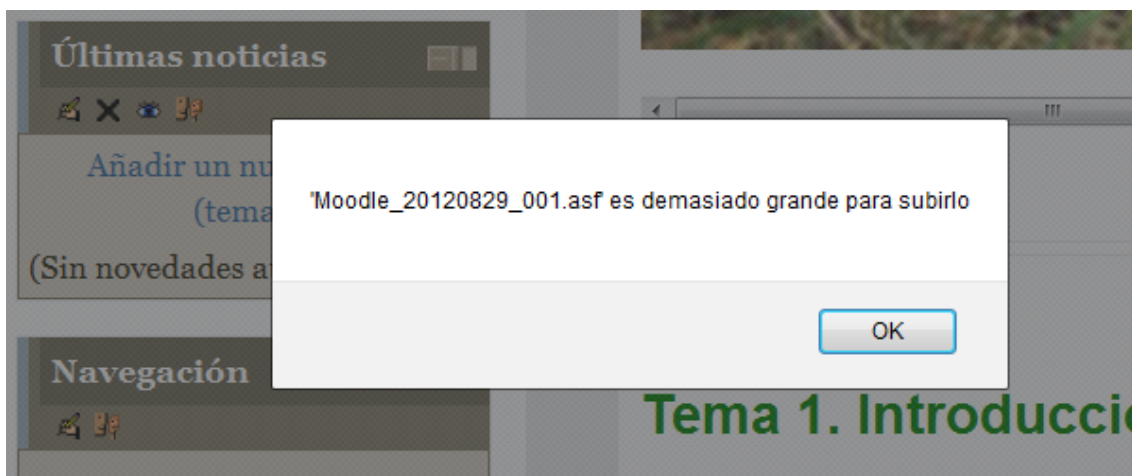 Últimas noticias
Añadir un nu
(tema
(Sin novedades a
'Moodle_20120829_001.asf' es demasiado grande para subirlo
OK
Navegación
Tema 1. Introducci